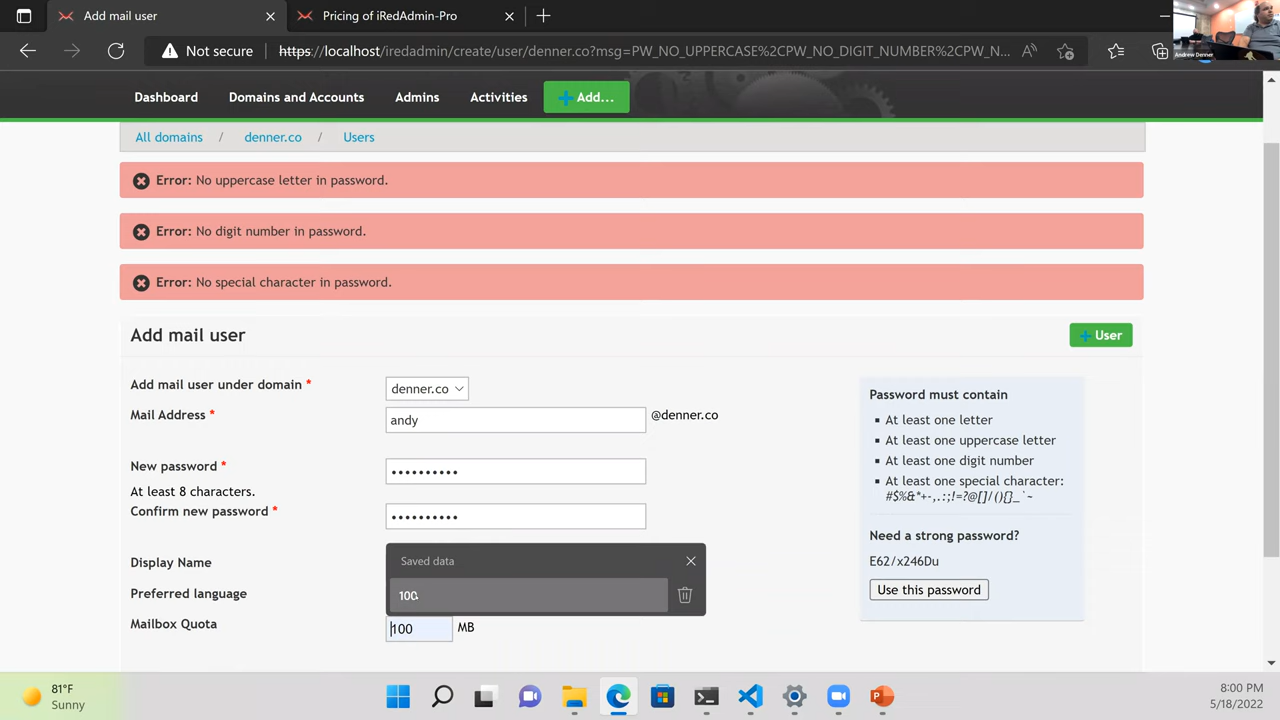 Add mail user
Pricing of iRedAdmin-Pro
Not secure
https://localhost/iredadmin/create/user/denner.co?msg=PW_NO_UPPERCASE%2CPW_NO_DIGIT_NUMBER%2CPW_N...
Andrew Denner
Dashboard
Domains and Accounts
Admins
Activities
Add...
All domains / denner.co / Users
Error: No uppercase letter in password.
Error: No digit number in password.
Error: No special character in password.
Add mail user
User
Add mail user under domain *
denner.co
Mail Address *
andy
@denner.co
New password *
••••••••••
At least 8 characters.
Confirm new password *
••••••••••
Display Name
Saved data
Preferred language
100
Mailbox Quota
100
MB
Password must contain
At least one letter
At least one uppercase letter
At least one digit number
At least one special character:
#$%&*+-,.:;!=?@[]/(){}_`~
Need a strong password?
E62/x246Du
Use this password
81°F
Sunny
8:00 PM
5/18/2022